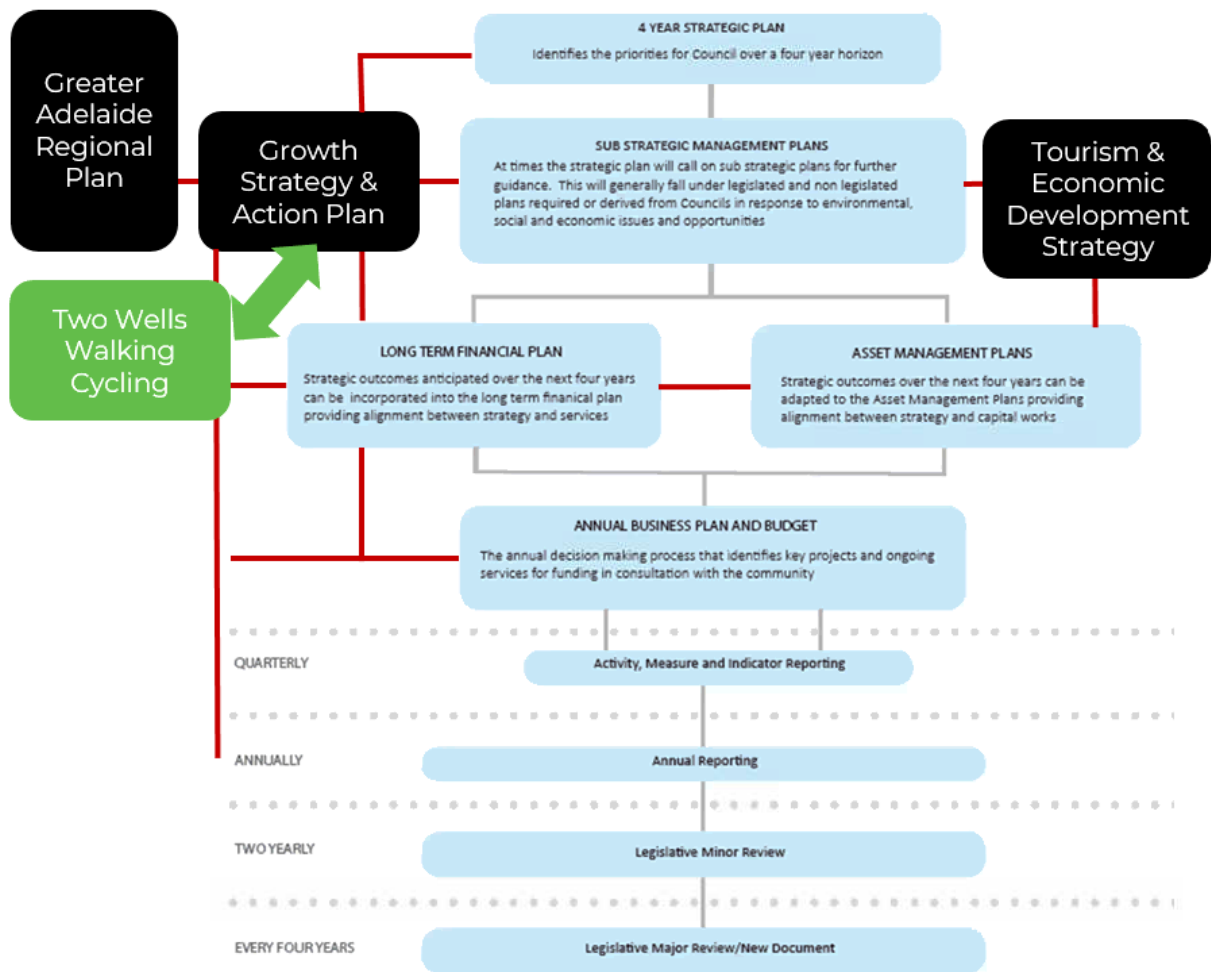 4 YEAR STRATEGIC PLAN
Identifies the priorities for Council over a four year horizon
Greater
Adelaide
Regional
Plan
Growth
Strategy &
Action Plan
SUB STRATEGIC MANAGEMENT PLANS
At times the strategic plan will call on sub strategic plans for further
guidance. This will generally fall under legislated and non legislated
plans required or derived from Councils in response to environmental,
social and economic issues and opportunities
Tourism &
Economic
Development
Strategy
Two Wells
Walking
Cycling
LONG TERM FINANCIAL PLAN
Strategic outcomes anticipated over the next four years
can be incorporated into the long term finanical plan
providing alignment between strategy and services
ASSET MANAGEMENT PLANS
Strategic outcomes over the next four years can be
adapted to the Asset Management Plans providing
alignment between strategy and capital works
ANNUAL BUSINESS PLAN AND BUDGET
The annual decision making process that identifies key projects and ongoing
services for funding in consultation with the community
QUARTERLY
Activity, Measure and Indicator Reporting
ANNUALLY
Annual Reporting
TWO YEARLY
Legislative Minor Review
EVERY FOUR YEARS
Legislative Major Review/New Document